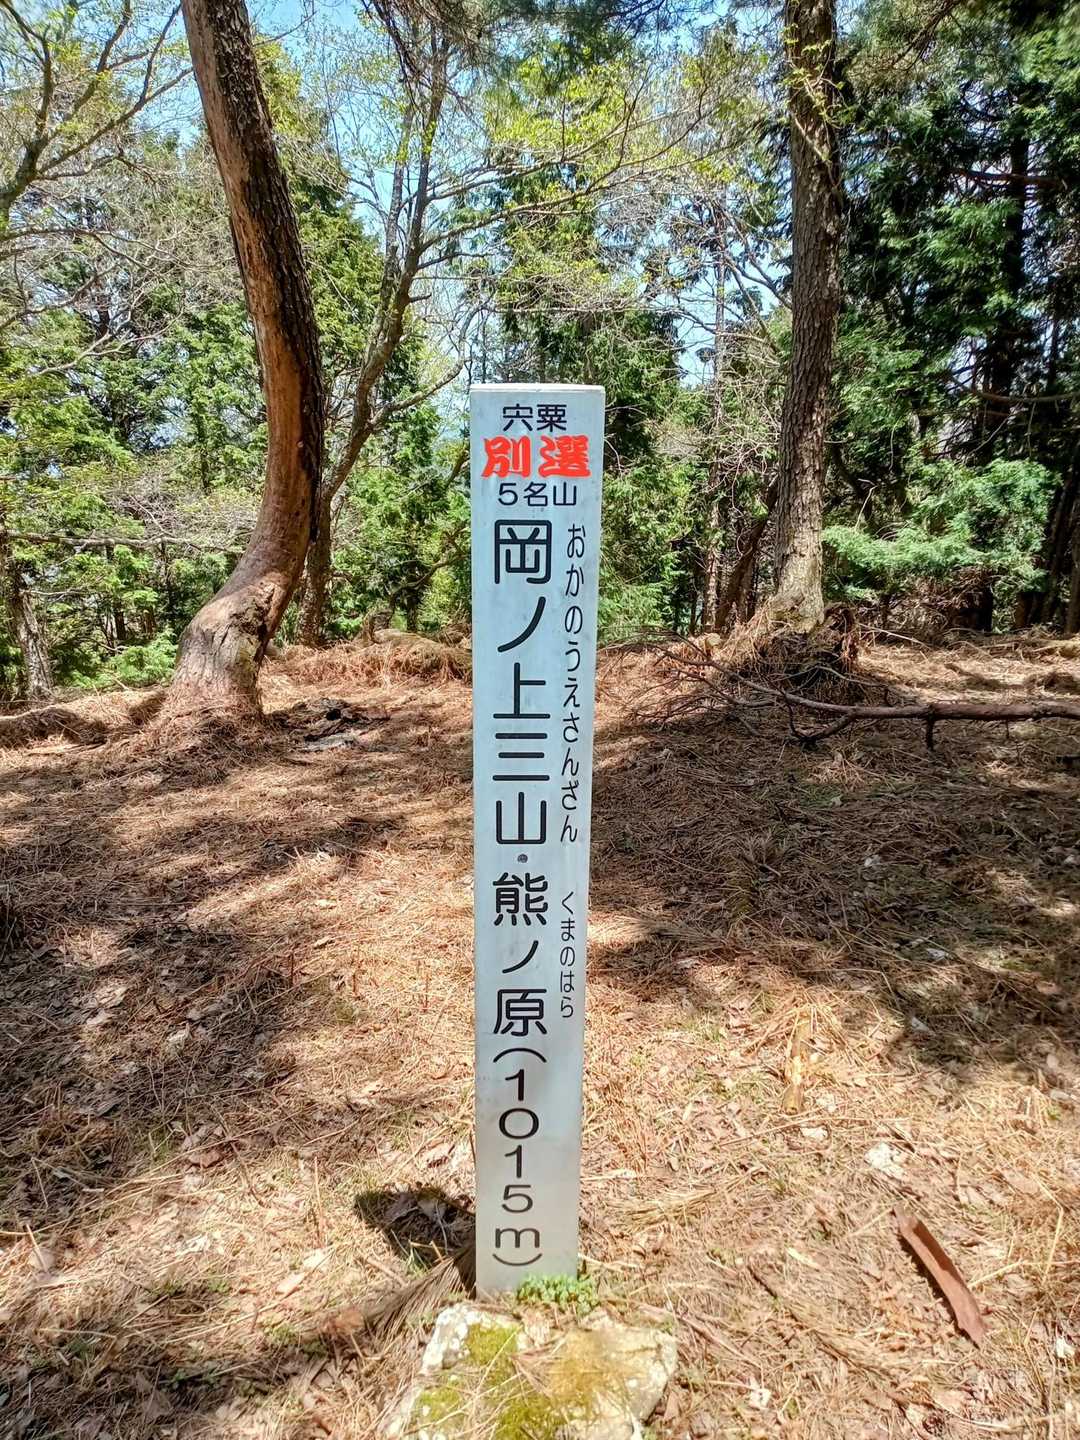 宍粟
別選
5名山
岡ノ上三山・熊ノ原(1015m)
おかのうえさんざん くまのはら